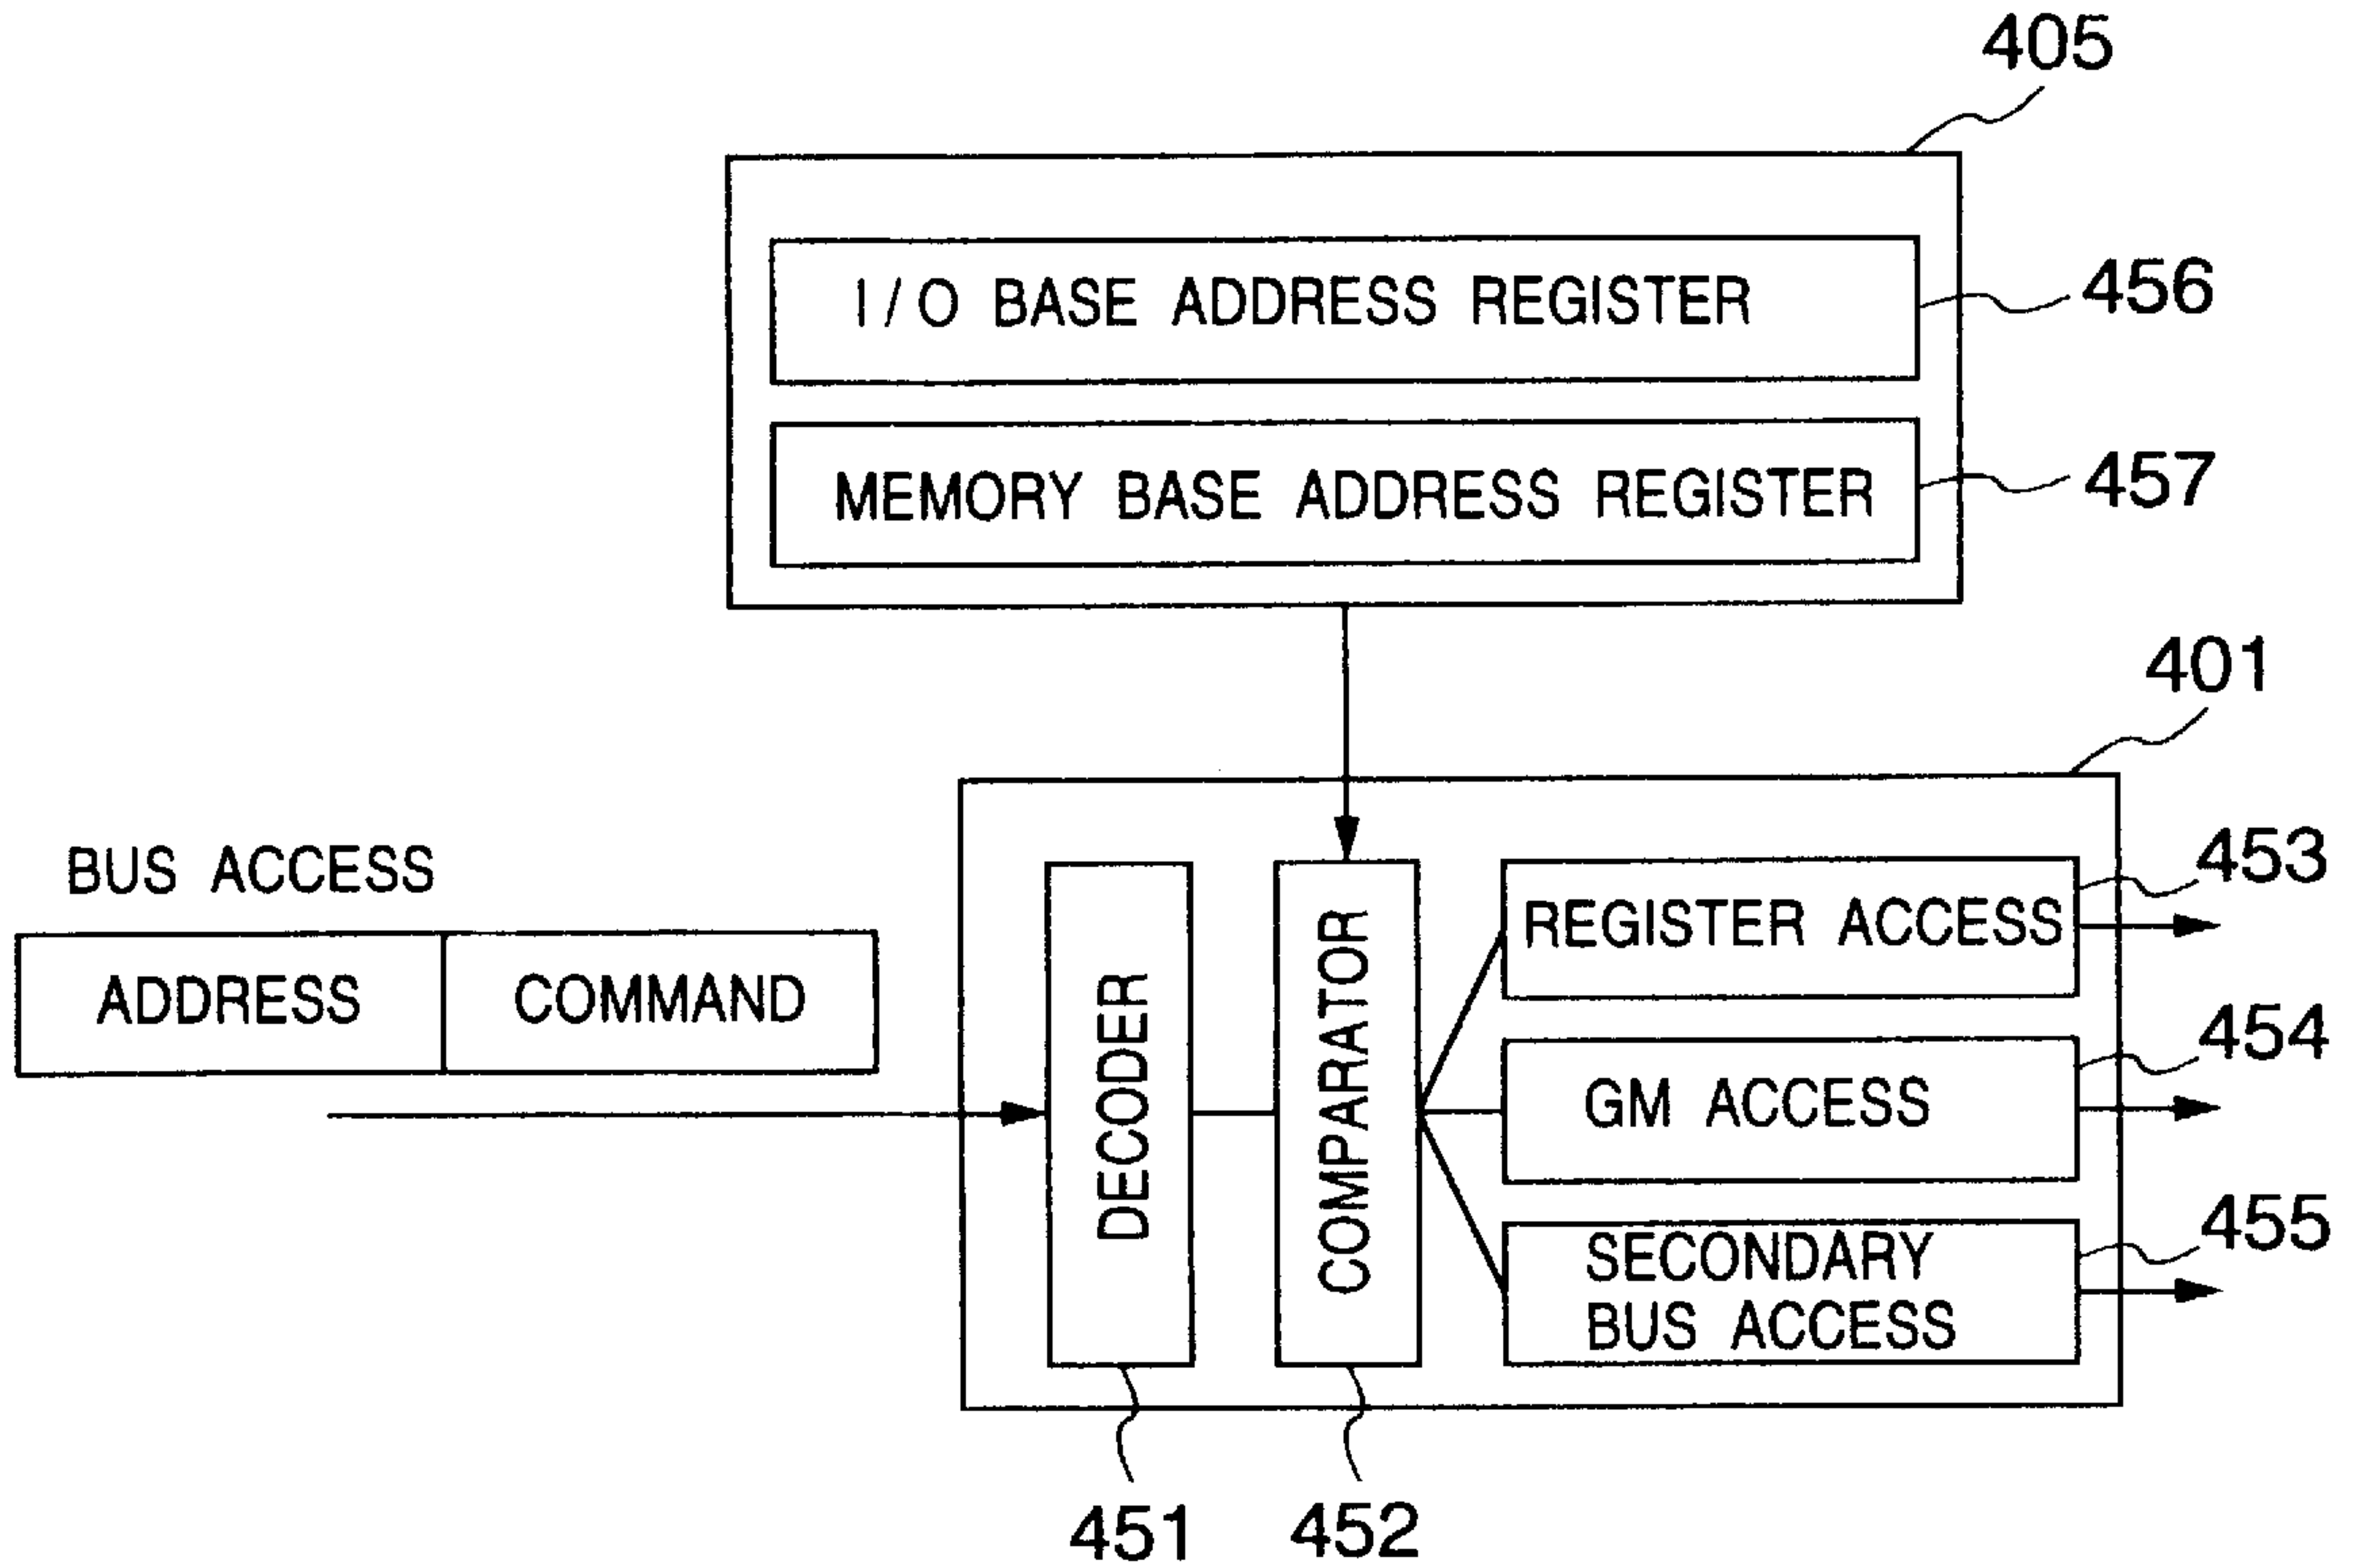 405
I/O BASE ADDRESS REGISTER
456
MEMORY BASE ADDRESS REGISTER
457
401
BUS ACCESS
ADDRESS COMMAND
DECODER
COMPARATOR
REGISTER ACCESS
453
GM ACCESS
454
SECONDARY
BUS ACCESS
455
451
452